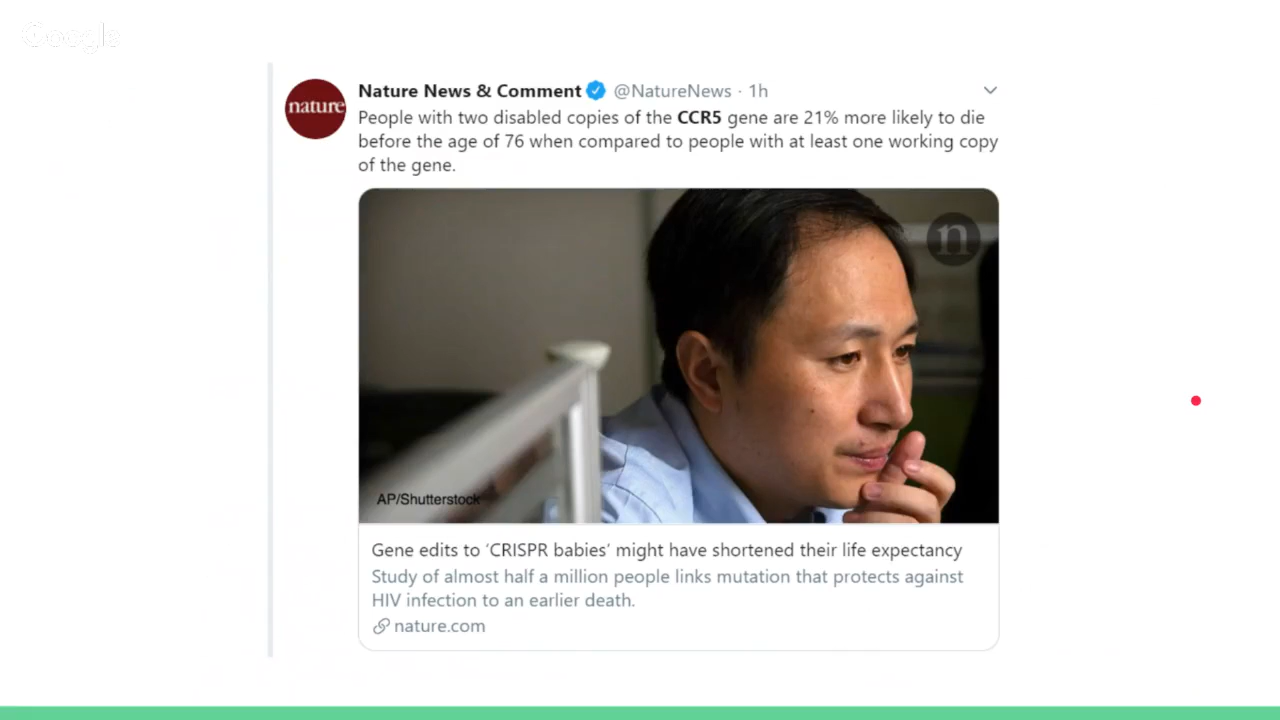 Google
Nature News & Comment @NatureNews · 1h
nature
People with two disabled copies of the CCR5 gene are 21% more likely to die
before the age of 76 when compared to people with at least one working copy
of the gene.
n
AP/Shutterstock
Gene edits to ‘CRISPR babies’ might have shortened their life expectancy
Study of almost half a million people links mutation that protects against
HIV infection to an earlier death.
nature.com